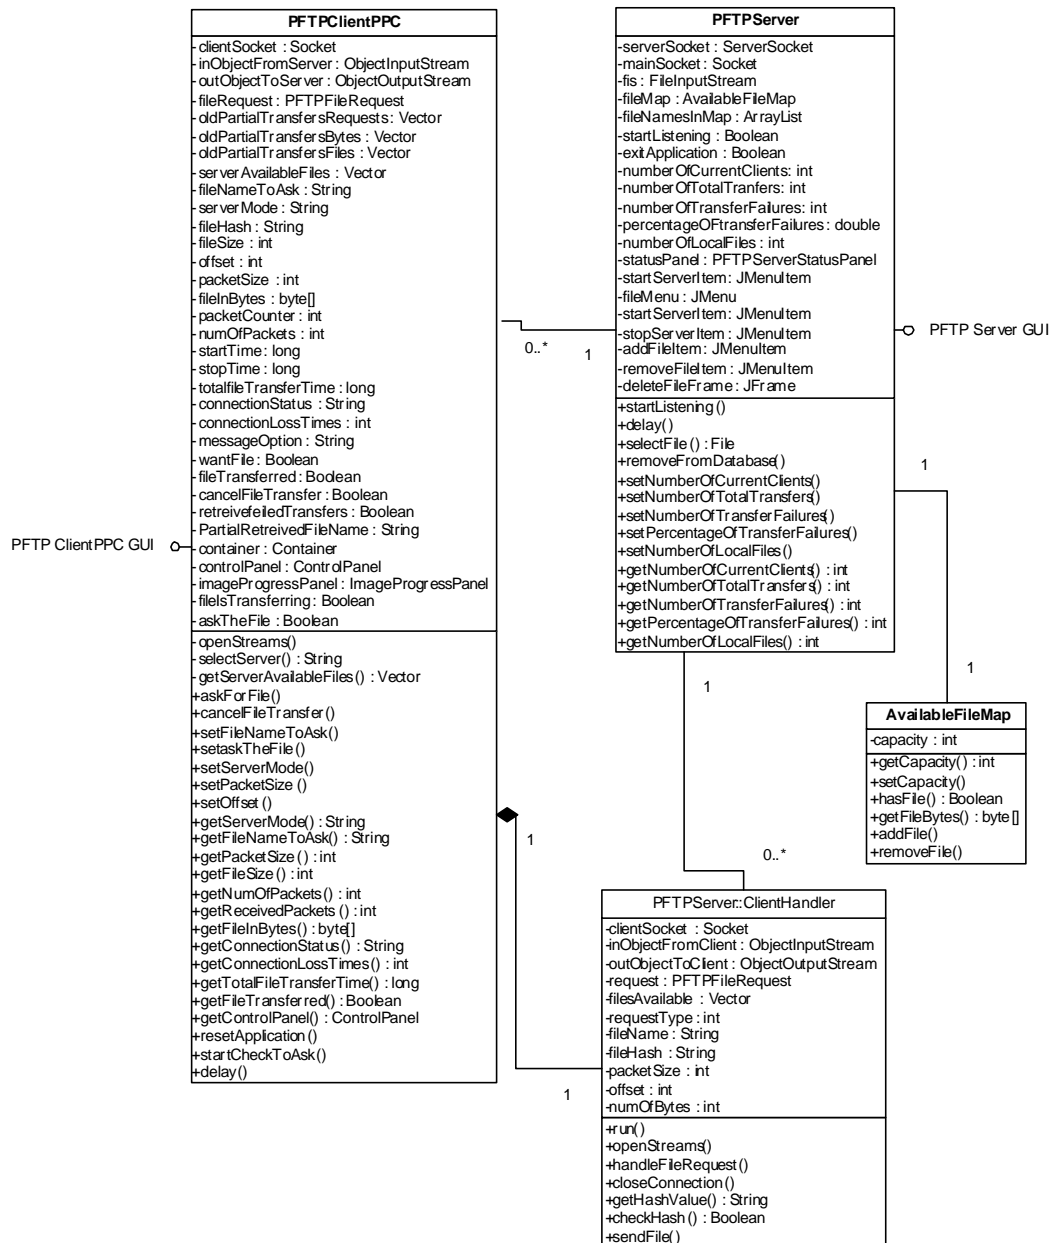 PFTPClientPPC
- clientSocket : Socket
- inObjectFromServer : ObjectInputStream
- outObjectToServer : ObjectOutputStream
- fileRequest : PFTPFileRequest
- oldPartialTransfersRequests : Vector
- oldPartialTransfersBytes : Vector
- oldPartialTransfersFiles : Vector
- serverAvailableFiles : Vector
- fileNameToAsk : String
- serverMode : String
- fileHash : String
- fileSize : int
- offset : int
- packetSize : int
- fileInBytes : byte[]
- packetCounter : int
- numOfPackets : int
- startTime : long
- stopTime : long
- totalfileTransferTime : long
- connectionStatus : String
- connectionLossTimes : int
- messageOption : String
- wantFile : Boolean
- fileTransferred : Boolean
- cancelFileTransfer : Boolean
- retreivefeiledTransfers : Boolean
- PartialRetreivedFileName : String
- container : Container
- controlPanel : ControlPanel
- imageProgressPanel : ImageProgressPanel
- fileIsTransferring : Boolean
- askTheFile : Boolean
- openStreams()
- selectServer() : String
- getServerAvailableFiles() : Vector
+askForFile()
+cancelFileTransfer()
+setFileNameToAsk()
+setaskTheFile()
+setServerMode()
+setPacketSize()
+setOffset()
+getServerMode() : String
+getFileNameToAsk() : String
+getPacketSize() : int
+getFileSize() : int
+getNumOfPackets() : int
+getReceivedPackets() : int
+getFileInBytes() : byte[]
+getConnectionStatus() : String
+getConnectionLossTimes() : int
+getTotalFileTransferTime() : long
+getFileTransferred() : Boolean
+getControlPanel() : ControlPanel
+resetApplication()
+startCheckToAsk()
+delay()
PFTP ClientPPC GUI
0..*
1
PFTPServer
-serverSocket : ServerSocket
-mainSocket : Socket
-fis : FileInputStream
-fileMap : AvailableFileMap
-fileNamesInMap : ArrayList
-startListening : Boolean
-exitApplication : Boolean
-numberOfCurrentClients: int
-numberOfTotalTranfers: int
-numberOfTransferFailures: int
-percentageOFtransferFailures : double
-numberOfLocalFiles : int
-statusPanel : PFTPServerStatusPanel
-startServerItem : JMenuItem
-fileMenu : JMenu
-startServerItem : JMenuItem
-stopServerItem : JMenuItem
-addFileItem : JMenuItem
-removeFileItem : JMenuItem
-deleteFileFrame : JFrame
+startListening()
+delay()
+selectFile() : File
+removeFromDatabase()
+setNumberOfCurrentClients()
+setNumberOfTotalTransfers()
+setNumberOfTransferFailures()
+setPercentageOfTransferFailures()
+setNumberOfLocalFiles()
+getNumberOfCurrentClients() : int
+getNumberOfTotalTransfers() : int
+getNumberOfTransferFailures() : int
+getPercentageOfTransferFailures() : int
+getNumberOfLocalFiles() : int
PFTP Server GUI
1
1
AvailableFileMap
-capacity : int
+getCapacity() : int
+setCapacity()
+hasFile() : Boolean
+getFileBytes() : byte[]
+addFile()
+removeFile()
1
0..*
1
1
PFTPServer::ClientHandler
-clientSocket : Socket
-inObjectFromClient : ObjectInputStream
-outObjectToClient : ObjectOutputStream
-request : PFTPFileRequest
-filesAvailable : Vector
-requestType : int
-fileName : String
-fileHash : String
-packetSize : int
-offset : int
-numOfBytes : int
+run()
+openStreams()
+handleFileRequest()
+closeConnection()
+getHashValue() : String
+checkHash() : Boolean
+sendFile()